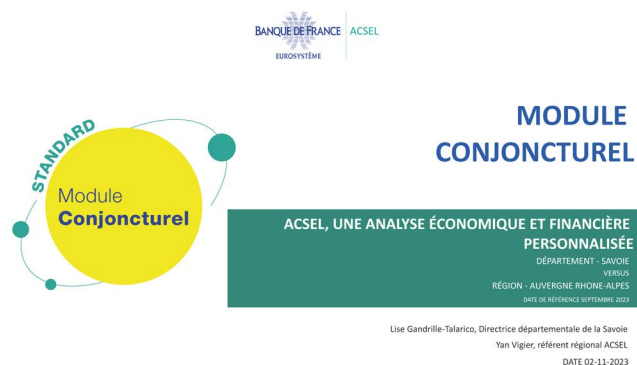 BANQUE DE FRANCE ACSEL
EUROSYSTÈME
STANDARD
Module
Conjoncturel
MODULE
CONJONCTUREL
ACSEL, UNE ANALYSE ÉCONOMIQUE ET FINANCIÈRE
PERSONNALISÉE
DÉPARTEMENT - SAVOIE
VERSUS
RÉGION - AUVERGNE RHONE-ALPES
DATE DE RÉFÉRENCE SEPTEMBRE 2023
Lise Gandrille-Talarico, Directrice départementale de la Savoie
Yan Vigier, référent régional ACSEL
DATE 02-11-2023